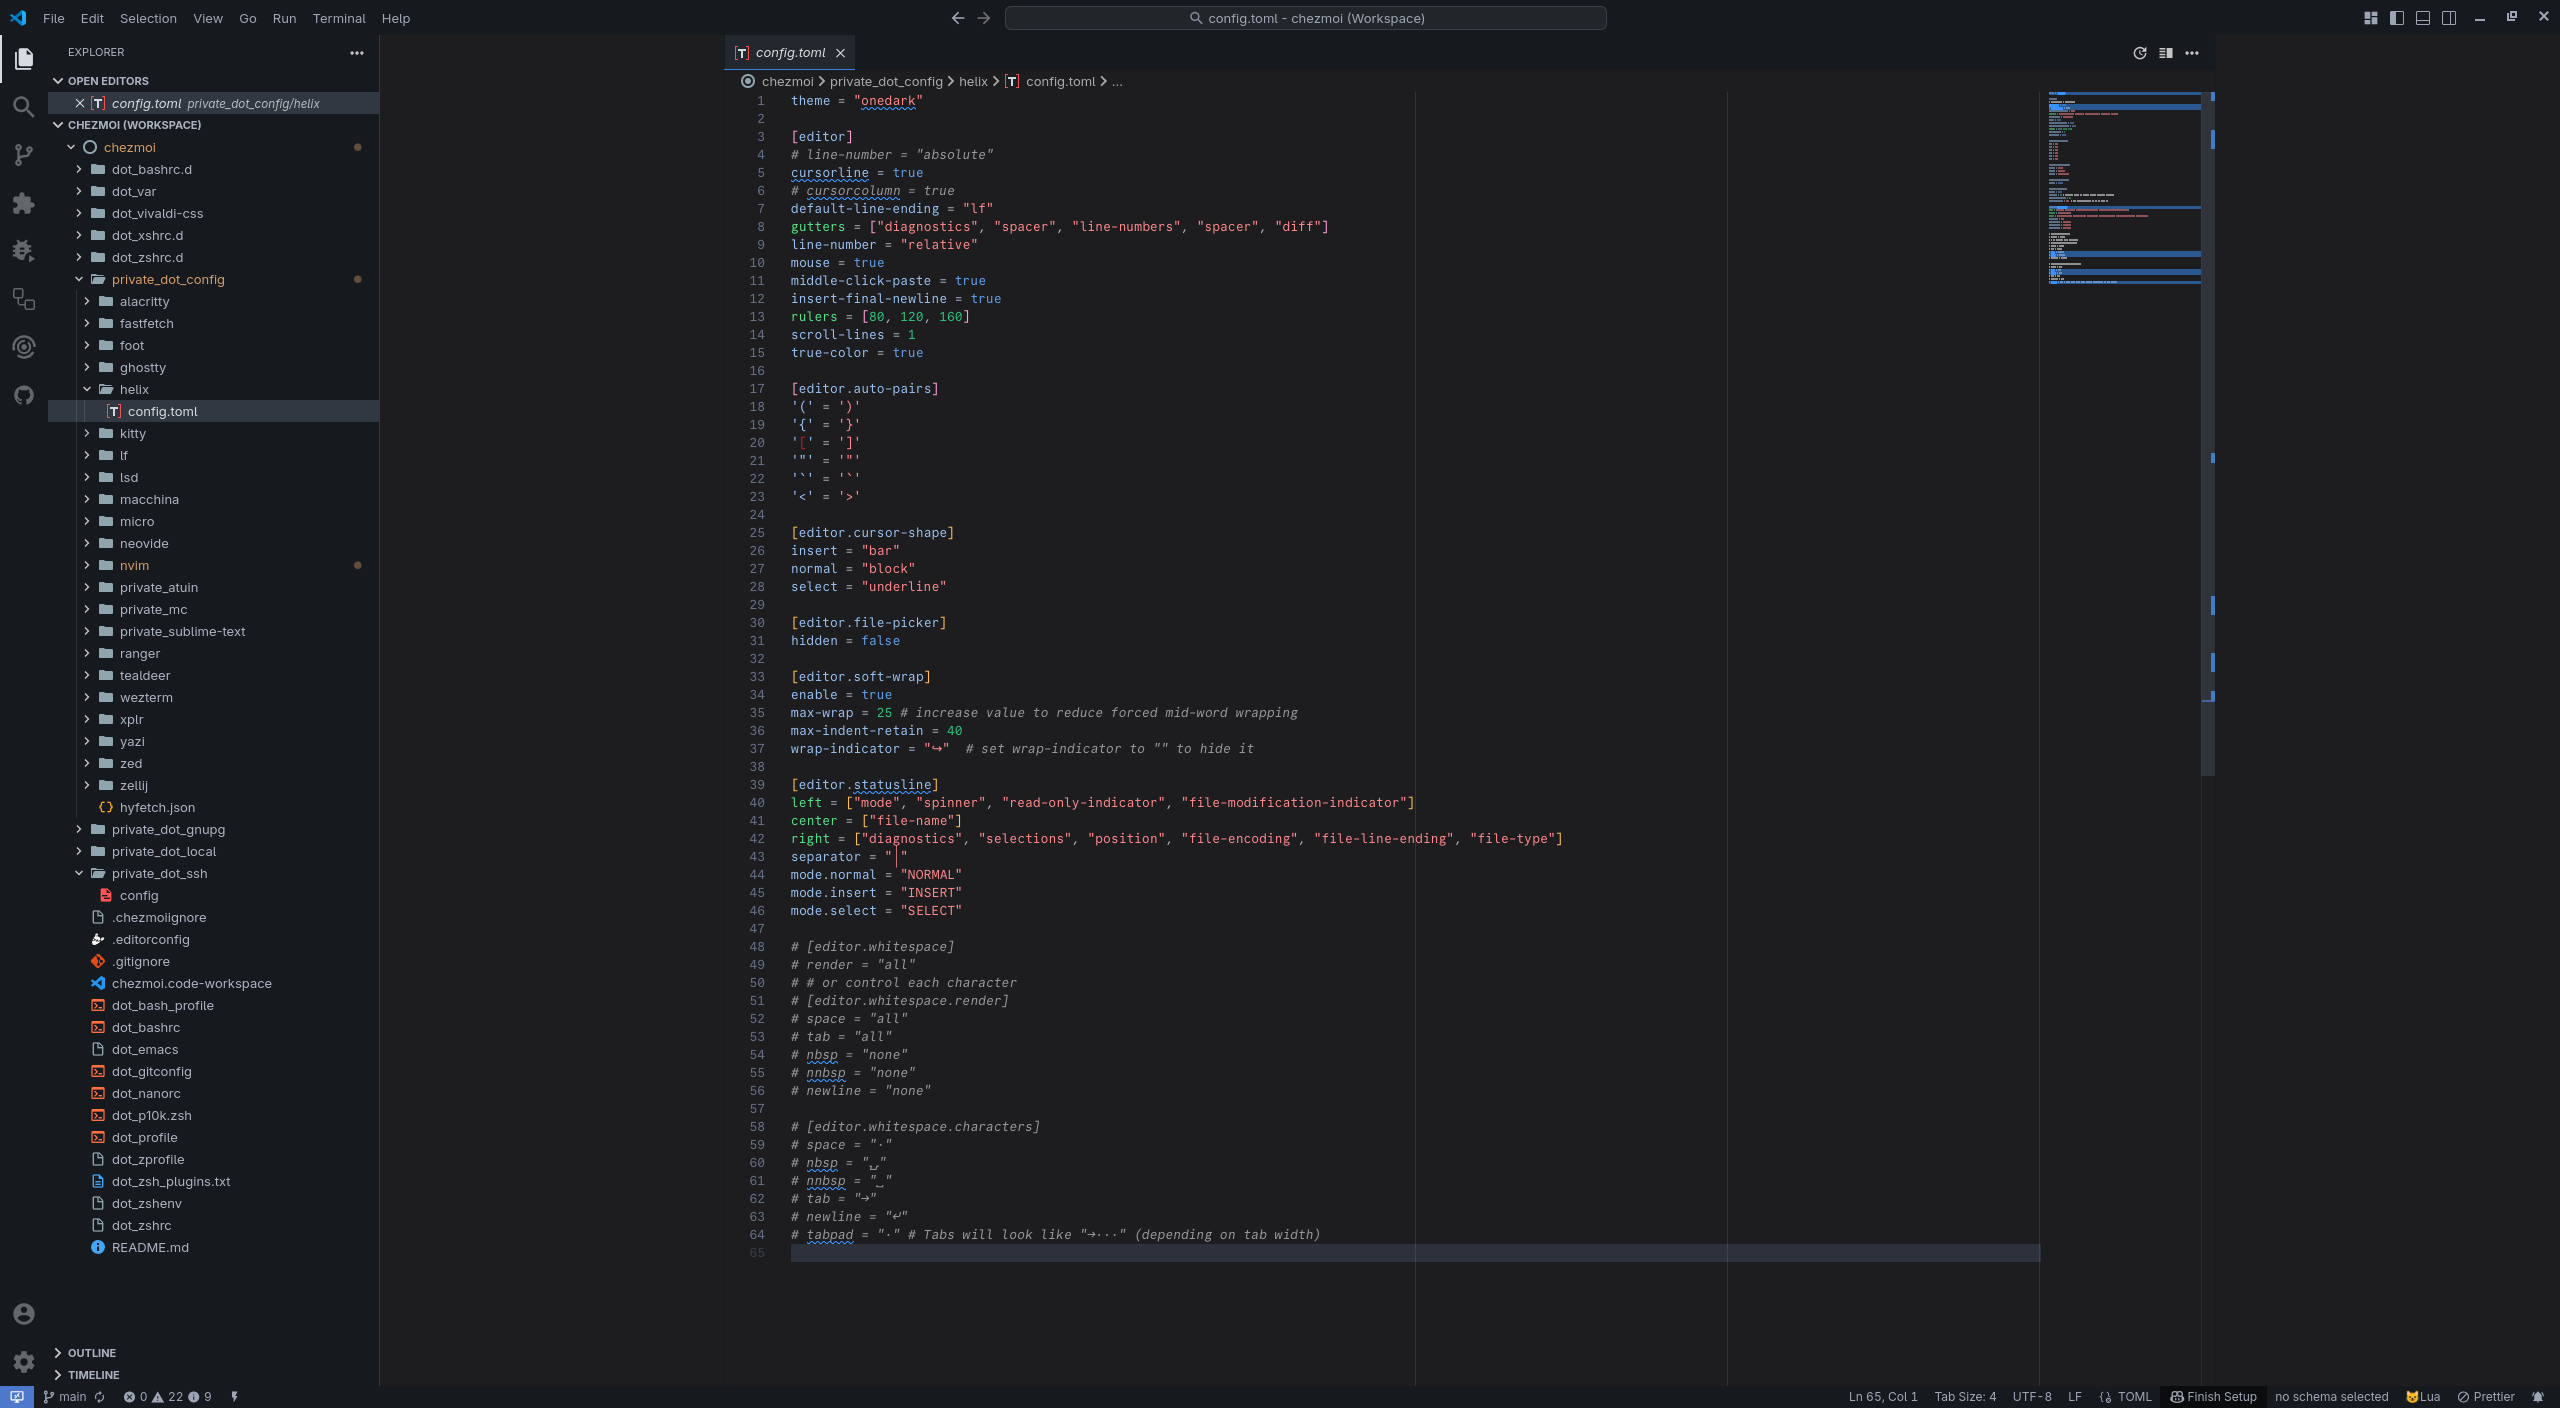 File Edit Selection View Go Run Terminal Help
config.toml - chezmoi (Workspace)
EXPLORER
OPEN EDITORS
config.toml private_dot_config/helix
CHEZMOI (WORKSPACE)
chezmoi
dot_bashrc.d
dot_var
dot_vivaldi-css
dot_xshrc.d
dot_zshrc.d
private_dot_config
alacritty
fastfetch
foot
ghostty
helix
config.toml
kitty
lf
lsd
macchina
micro
neovide
nvim
private_atuin
private_mc
private_sublime-text
ranger
tealdeer
wezterm
xplr
yazi
zed
zellij
hyfetch.json
private_dot_gnupg
private_dot_local
private_dot_ssh
config
.chezmoiignore
.editorconfig
.gitignore
chezmoi.code-workspace
dot_bash_profile
dot_bashrc
dot_emacs
dot_gitconfig
dot_nanorc
dot_p10k.zsh
dot_profile
dot_zprofile
dot_zsh_plugins.txt
dot_zshenv
dot_zshrc
README.md
OUTLINE
TIMELINE
config.toml
chezmoi > private_dot_config > helix > config.toml > ...
1 theme = "onedark"
2
3 [editor]
4 # line-number = "absolute"
5 cursorline = true
6 # cursorcolumn = true
7 default-line-ending = "lf"
8 gutters = ["diagnostics", "spacer", "line-numbers", "spacer", "diff"]
9 line-number = "relative"
10 mouse = true
11 middle-click-paste = true
12 insert-final-newline = true
13 rulers = [80, 120, 160]
14 scroll-lines = 1
15 true-color = true
16
17 [editor.auto-pairs]
18 '(' = ')'
19 '{' = '}'
20 '[' = ']'
21 '"' = '"'
22 '`' = '`'
23 '<' = '>'
24
25 [editor.cursor-shape]
26 insert = "bar"
27 normal = "block"
28 select = "underline"
29
30 [editor.file-picker]
31 hidden = false
32
33 [editor.soft-wrap]
34 enable = true
35 max-wrap = 25 # increase value to reduce forced mid-word wrapping
36 max-indent-retain = 40
37 wrap-indicator = "↪"  # set wrap-indicator to "" to hide it
38
39 [editor.statusline]
40 left = ["mode", "spinner", "read-only-indicator", "file-modification-indicator"]
41 center = ["file-name"]
42 right = ["diagnostics", "selections", "position", "file-encoding", "file-line-ending", "file-type"]
43 separator = "│"
44 mode.normal = "NORMAL"
45 mode.insert = "INSERT"
46 mode.select = "SELECT"
47
48 # [editor.whitespace]
49 # render = "all"
50 # # or control each character
51 # [editor.whitespace.render]
52 # space = "all"
53 # tab = "all"
54 # nbsp = "none"
55 # nnbsp = "none"
56 # newline = "none"
57
58 # [editor.whitespace.characters]
59 # space = "·"
60 # nbsp = "⍽"
61 # nnbsp = "␣"
62 # tab = "→"
63 # newline = "⏎"
64 # tabpad = "·" # Tabs will look like "→···" (depending on tab width)
65
main 0 22 9
Ln 65, Col 1 Tab Size: 4 UTF-8 LF TOML Finish Setup no schema selected 😺Lua Prettier